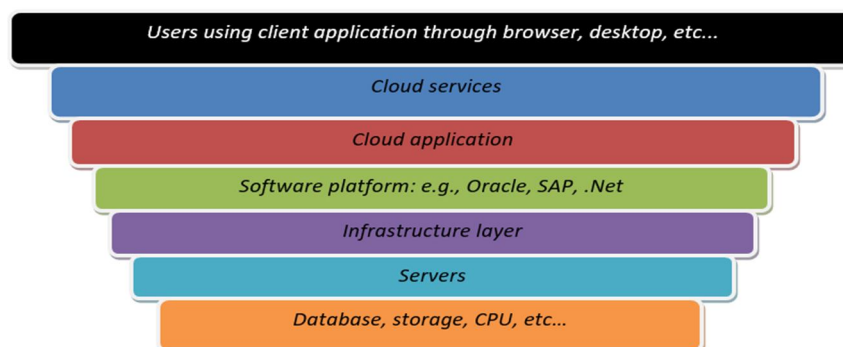 Users using client application through browser, desktop, etc...
Cloud services
Cloud application
Software platform: e.g., Oracle, SAP, .Net
Infrastructure layer
Servers
Database, storage, CPU, etc...